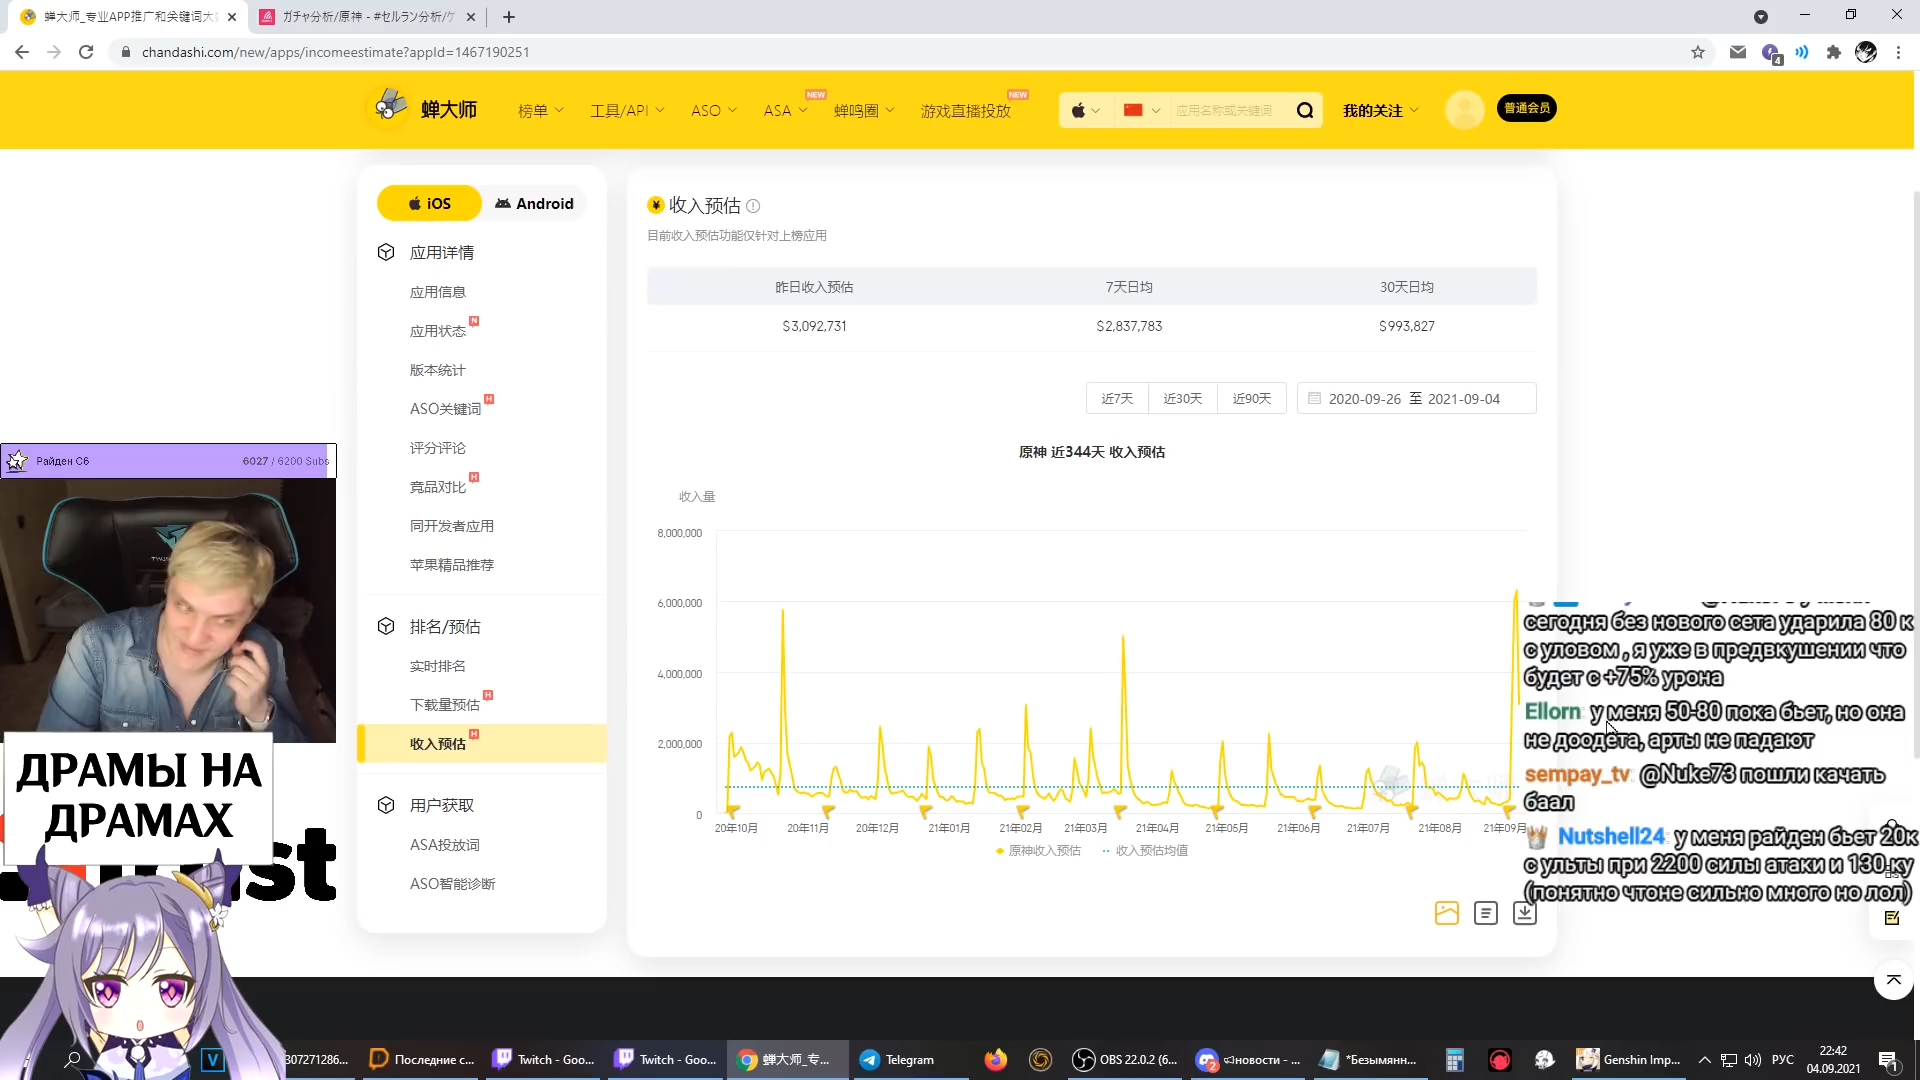 蝉大师_专业APP推广和关键词大
ガチャ分析/原神 - #セルラン分析/ゲ
chandashi.com/new/apps/incomeestimate?appId=1467190251
4
蝉大师
榜单
工具/API
ASO
ASA
NEW
蝉鸣圈
游戏直播投放
NEW
应用名称或关键词
我的关注
普通会员
iOS
Android
应用详情
应用信息
应用状态
N
版本统计
ASO关键词
H
评分评论
竞品对比
H
同开发者应用
苹果精品推荐
排名/预估
实时排名
下载量预估
H
收入预估
H
用户获取
ASA投放词
ASO智能诊断
¥ 收入预估
目前收入预估功能仅针对上榜应用
昨日收入预估 7天日均 30天日均
$3,092,731 $2,837,783 $993,827
近7天 近30天 近90天 2020-09-26 至 2021-09-04
原神 近344天 收入预估
收入量
8,000,000
6,000,000
4,000,000
2,000,000
0
20年10月 20年11月 20年12月 21年01月 21年02月 21年03月 21年04月 21年05月 21年06月 21年07月 21年08月 21年09月
原神收入预估 收入预估均值
Райден С6 6027 / 6200 Subs
ДРАМЫ НА
ДРАМАХ
st
сегодня без нового сета ударила 80 к
с уловом , я уже в предвкушении что
будет с +75% урона
Ellorn у меня 50-80 пока бьет, но она
не доодета, арты не падают
sempay_tv: @Nuke73 пошли качать
баал
Nutshell24: у меня райден бьет 20к
с ульты при 2200 силы атаки и 130 ку
(понятно чтоне сильно много но лол)
V
307271286...
Последние с...
Twitch - Goo...
Twitch - Goo...
蝉大师_专...
Telegram
OBS 22.0.2 (6...
2
новости - ...
*Безымянн...
Genshin Imp...
РУС
22:42
04.09.2021
1